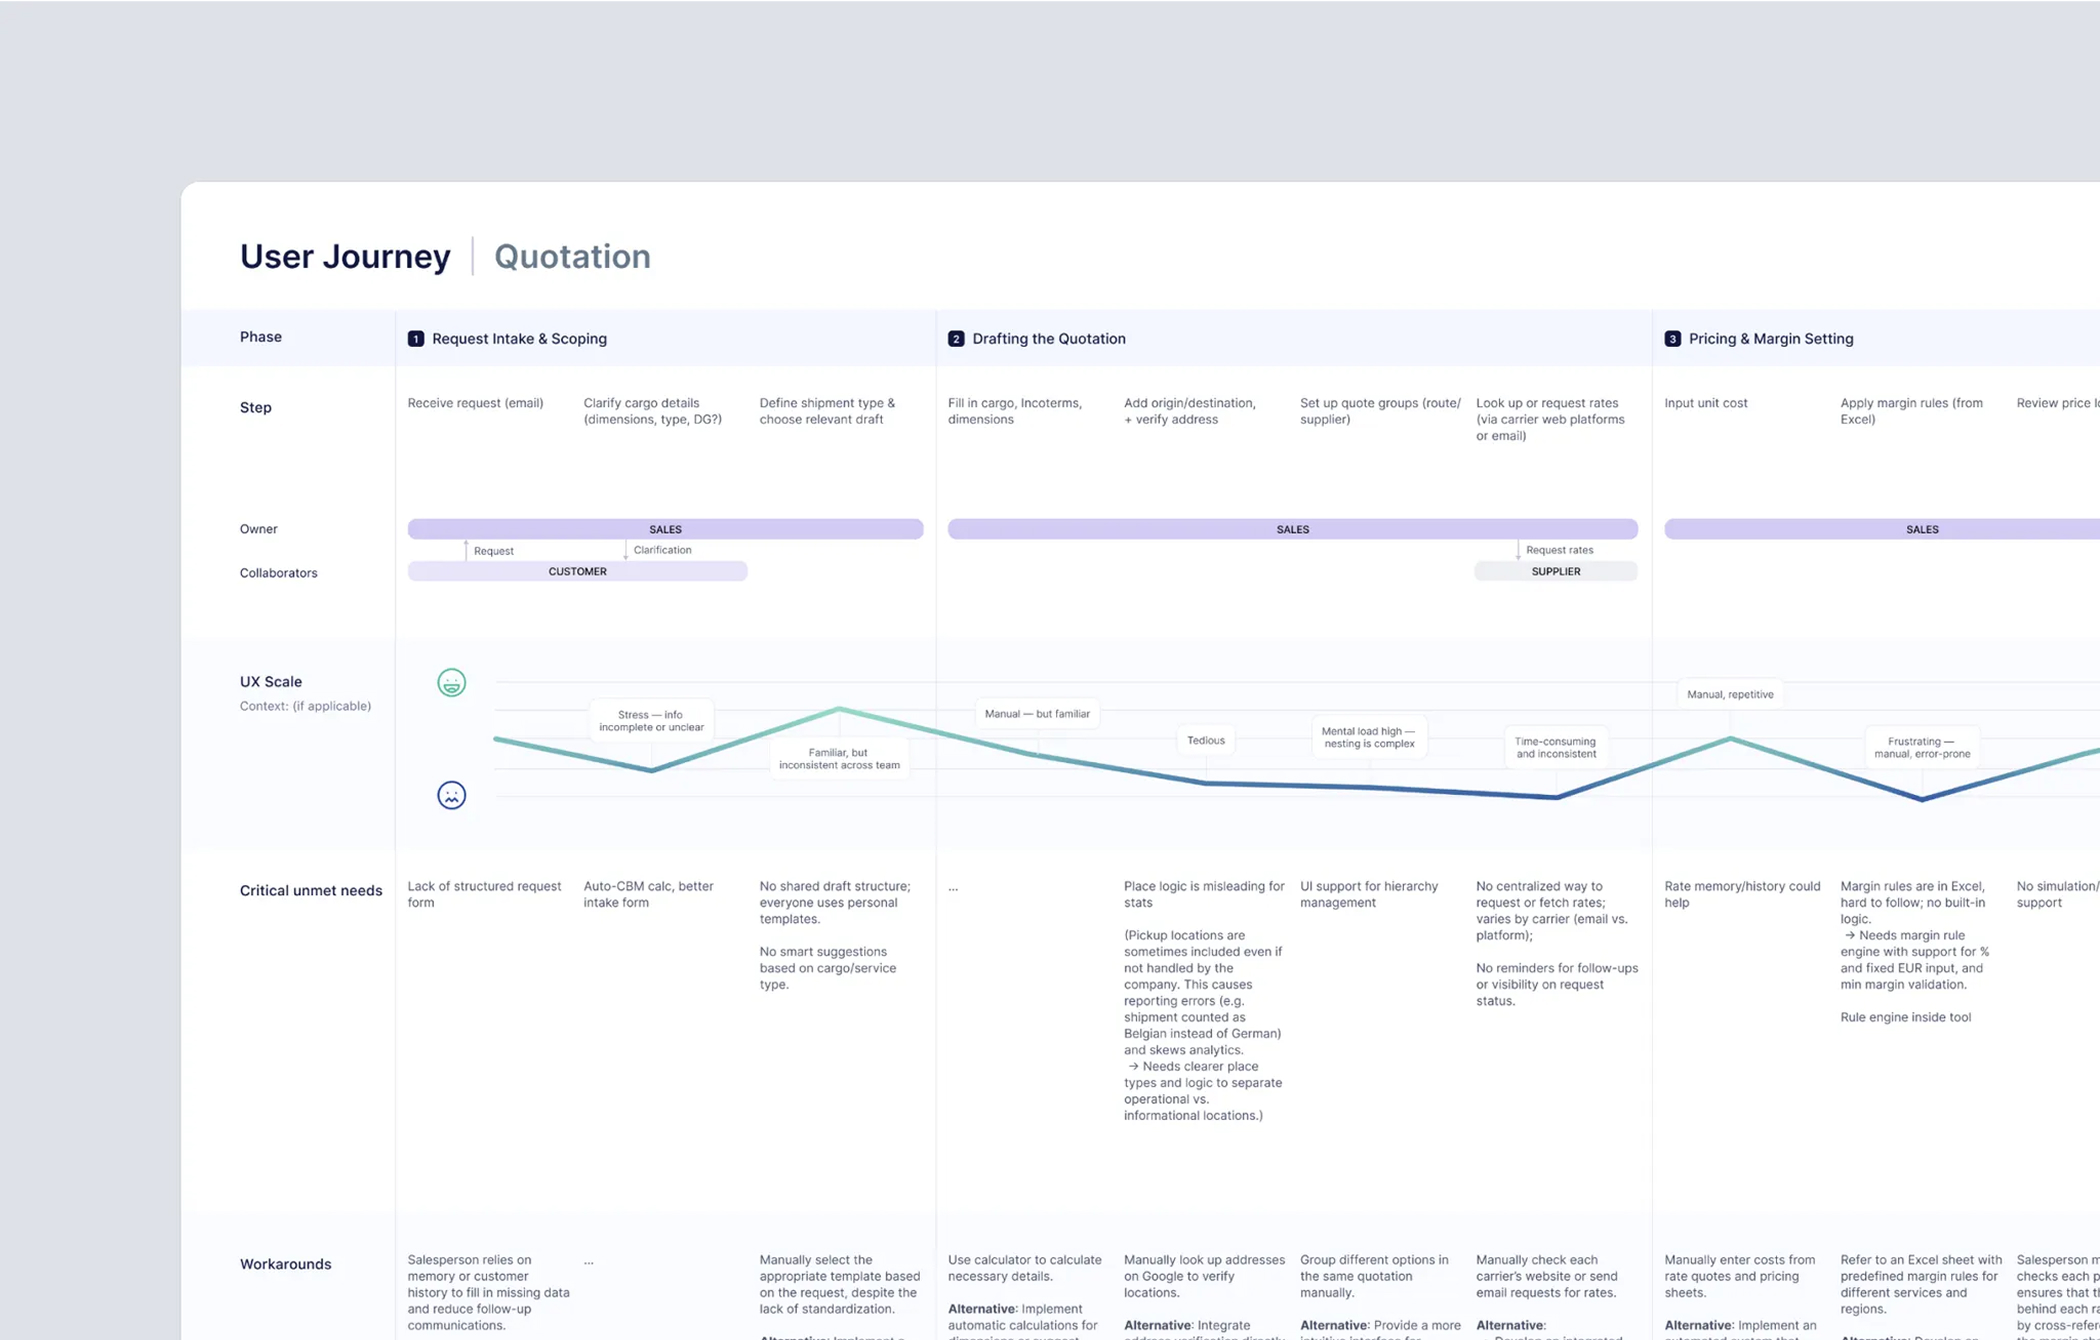 User Journey | Quotation
Phase
1 Request Intake & Scoping
2 Drafting the Quotation
3 Pricing & Margin Setting
Step
Receive request (email)
Clarify cargo details
(dimensions, type, DG?)
Define shipment type &
choose relevant draft
Fill in cargo, Incoterms,
dimensions
Add origin/destination,
+ verify address
Set up quote groups (route/
supplier)
Look up or request rates
(via carrier web platforms
or email)
Input unit cost
Apply margin rules (from
Excel)
Review price
Owner
SALES
SALES
SALES
Request
Clarification
Request rates
Collaborators
CUSTOMER
SUPPLIER
UX Scale
Context: (if applicable)
Stress — info
incomplete or unclear
Familiar, but
inconsistent across team
Manual — but familiar
Tedious
Mental load high —
nesting is complex
Time-consuming
and inconsistent
Manual, repetitive
Frustrating —
manual, error-prone
Critical unmet needs
Lack of structured request
form
Auto-CBM calc, better
intake form
No shared draft structure;
everyone uses personal
templates.
No smart suggestions
based on cargo/service
type.
...
Place logic is misleading for
stats
(Pickup locations are
sometimes included even if
not handled by the
company. This causes
reporting errors (e.g.
shipment counted as
Belgian instead of German)
and skews analytics.
→ Needs clearer place
types and logic to separate
operational vs.
informational locations.)
UI support for hierarchy
management
No centralized way to
request or fetch rates;
varies by carrier (email vs.
platform);
No reminders for follow-ups
or visibility on request
status.
Rate memory/history could
help
Margin rules are in Excel,
hard to follow; no built-in
logic.
→ Needs margin rule
engine with support for %
and fixed EUR input, and
min margin validation.
Rule engine inside tool
No simulation/
support
Workarounds
Salesperson relies on
memory or customer
history to fill in missing data
and reduce follow-up
communications.
...
Manually select the
appropriate template based
on the request, despite the
lack of standardization.
Use calculator to calculate
necessary details.
Alternative: Implement
automatic calculations for
Manually look up addresses
on Google to verify
locations.
Alternative: Integrate
Group different options in
the same quotation
manually.
Alternative: Provide a more
Manually check each
carrier's website or send
email requests for rates.
Alternative:
Manually enter costs from
rate quotes and pricing
sheets.
Alternative: Implement an
Refer to an Excel sheet with
predefined margin rules for
different services and
regions.
Salesperson
checks each
ensures that
behind each